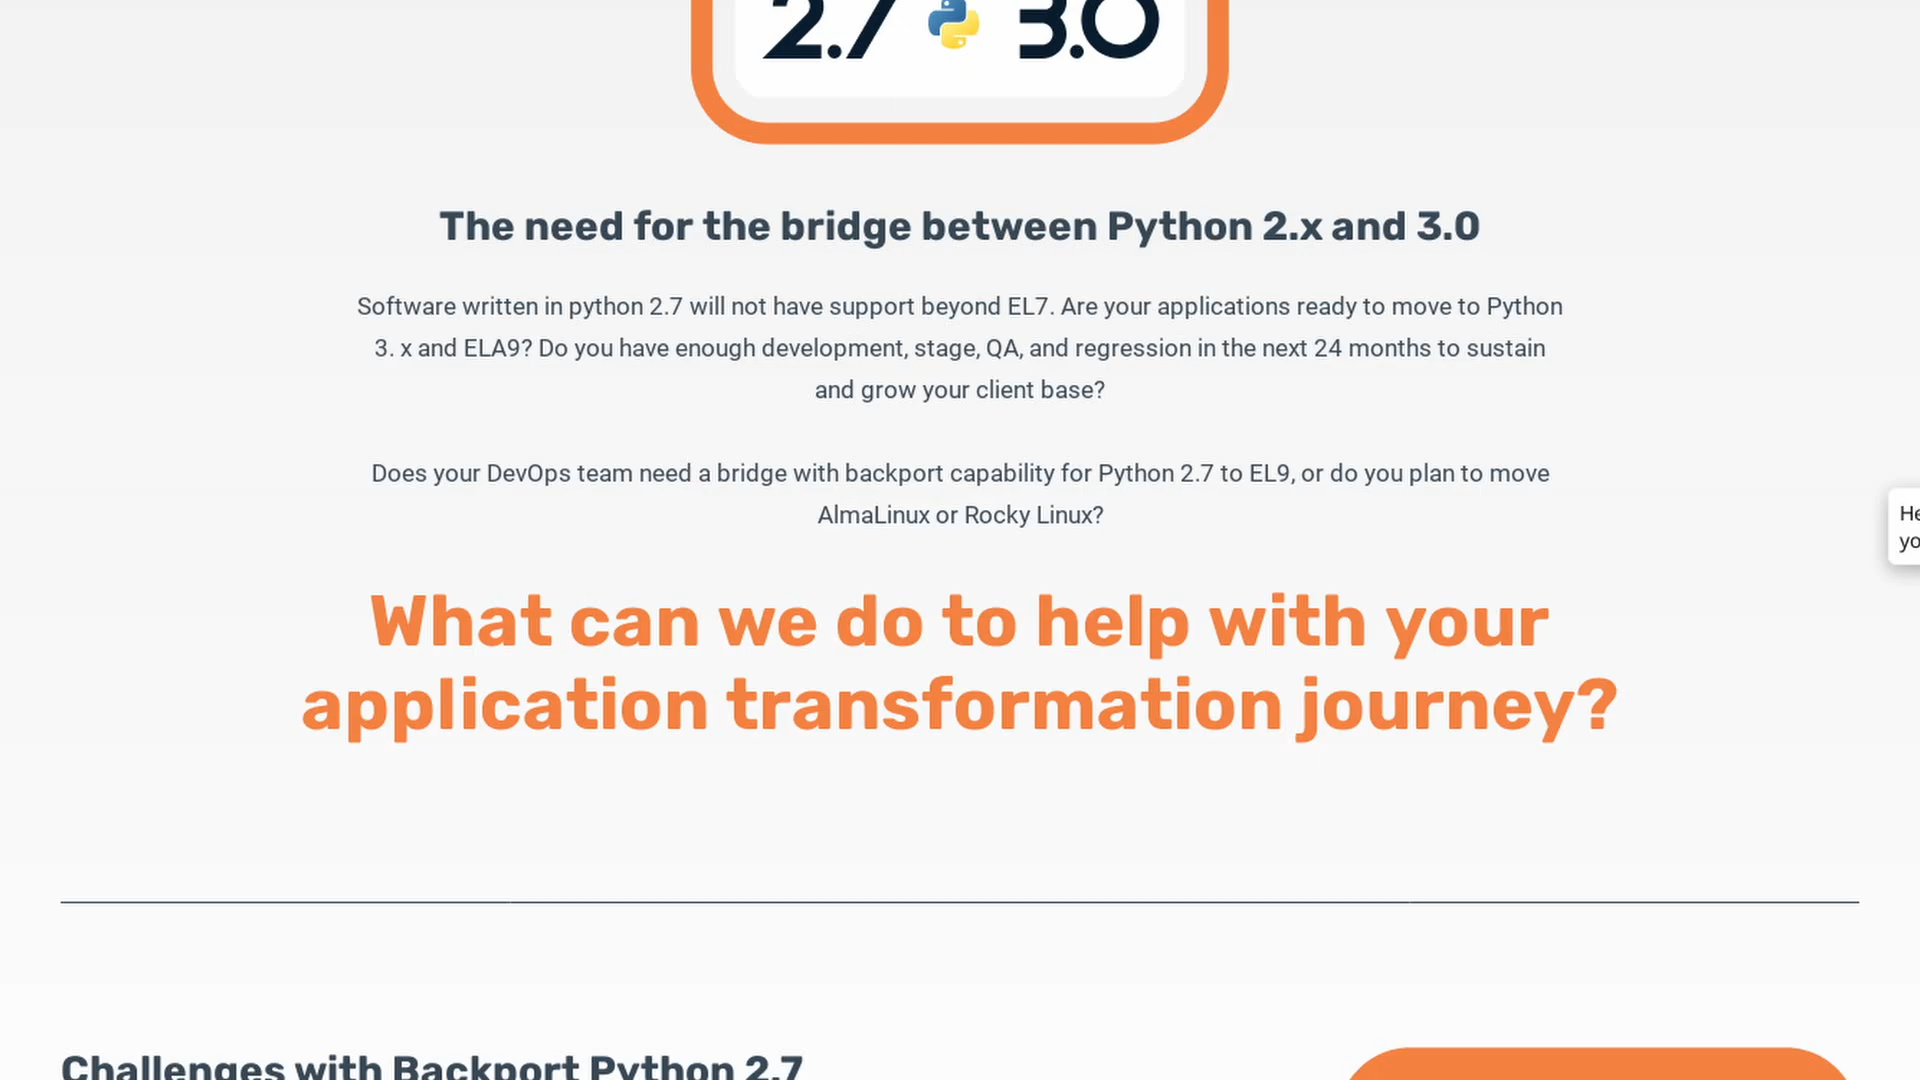 2.7 3.0
The need for the bridge between Python 2.x and 3.0
Software written in python 2.7 will not have support beyond EL7. Are your applications ready to move to Python
3. x and ELA9? Do you have enough development, stage, QA, and regression in the next 24 months to sustain
and grow your client base?
Does your DevOps team need a bridge with backport capability for Python 2.7 to EL9, or do you plan to move
AlmaLinux or Rocky Linux?
What can we do to help with your
application transformation journey?
Challenges with Backport Python 2.7